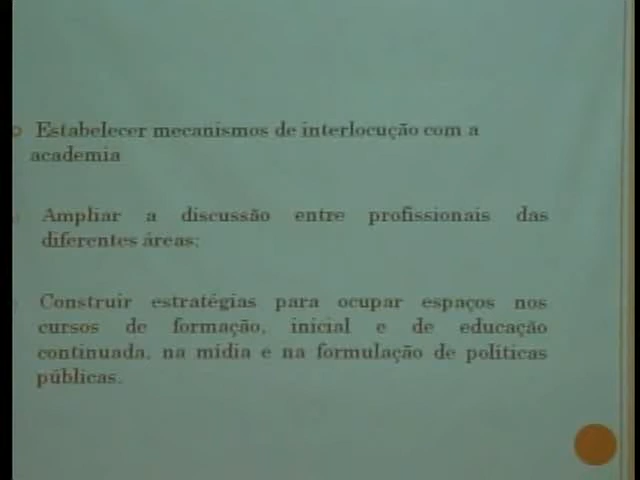 Estabelecer mecanismos de interlocução com a
academia
Ampliar a discussão entre profissionais das
diferentes áreas;
Construir estratégias para ocupar espaços nos
cursos de formação, inicial e de educação
continuada, na mídia e na formulação de políticas
públicas.